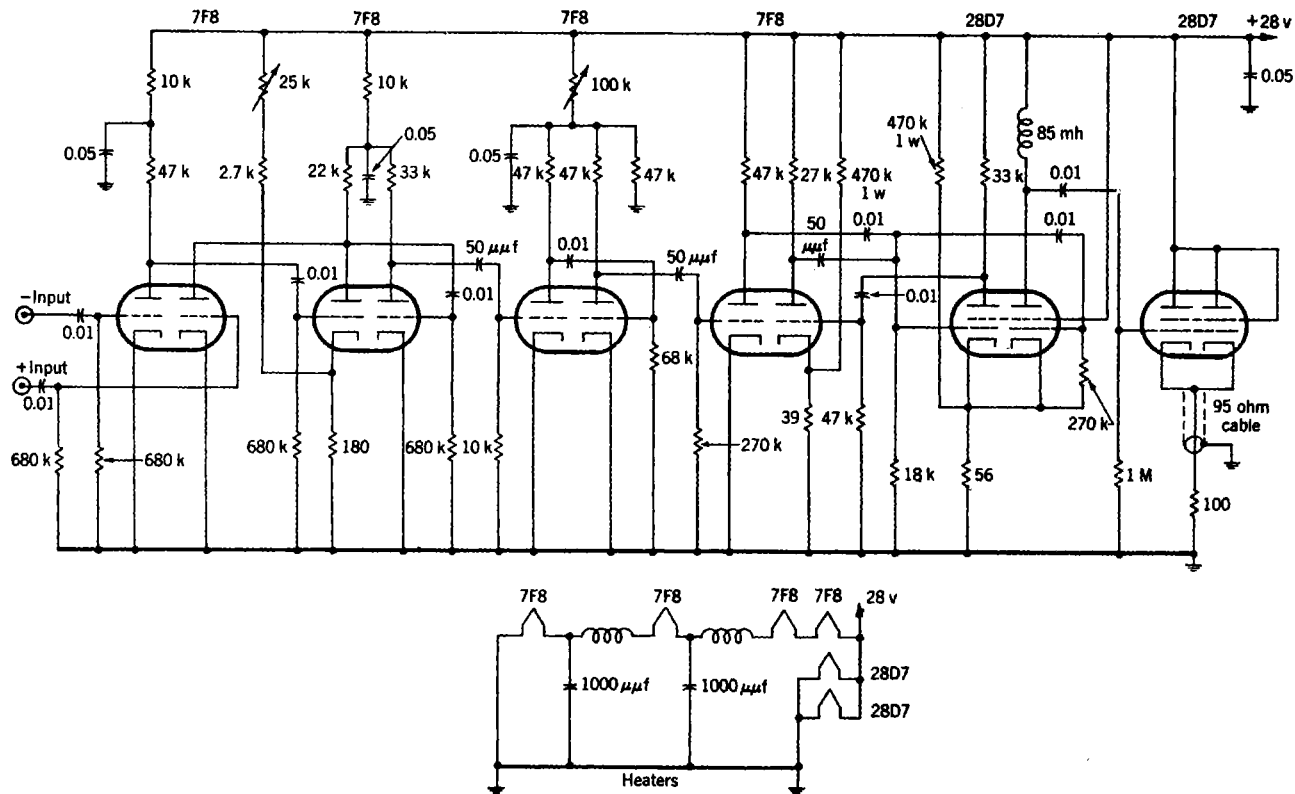 7F8 7F8 7F8 7F8 28D7 28D7 +28 v
10 k 25 k 10 k 100 k 0.05
0.05 470 k 1 w 85 mh
0.05 47 k 2.7 k 22 k 33 k 0.05 47 k 47 k 47 k 47 k 27 k 470 k 1 w 33 k 0.01
50 0.01 0.01
50 μμf 0.01 50 μμf μμf
0.01 0.01 0.01
−Input
0.01
68 k
+Input
0.01
39 47 k 270 k 95 ohm cable
680 k 680 k 680 k 180 680 k 10 k 270 k 18 k 56 1 M
100
7F8 7F8 7F8 7F8 28 v
1000 μμf 1000 μμf 28D7
28D7
Heaters